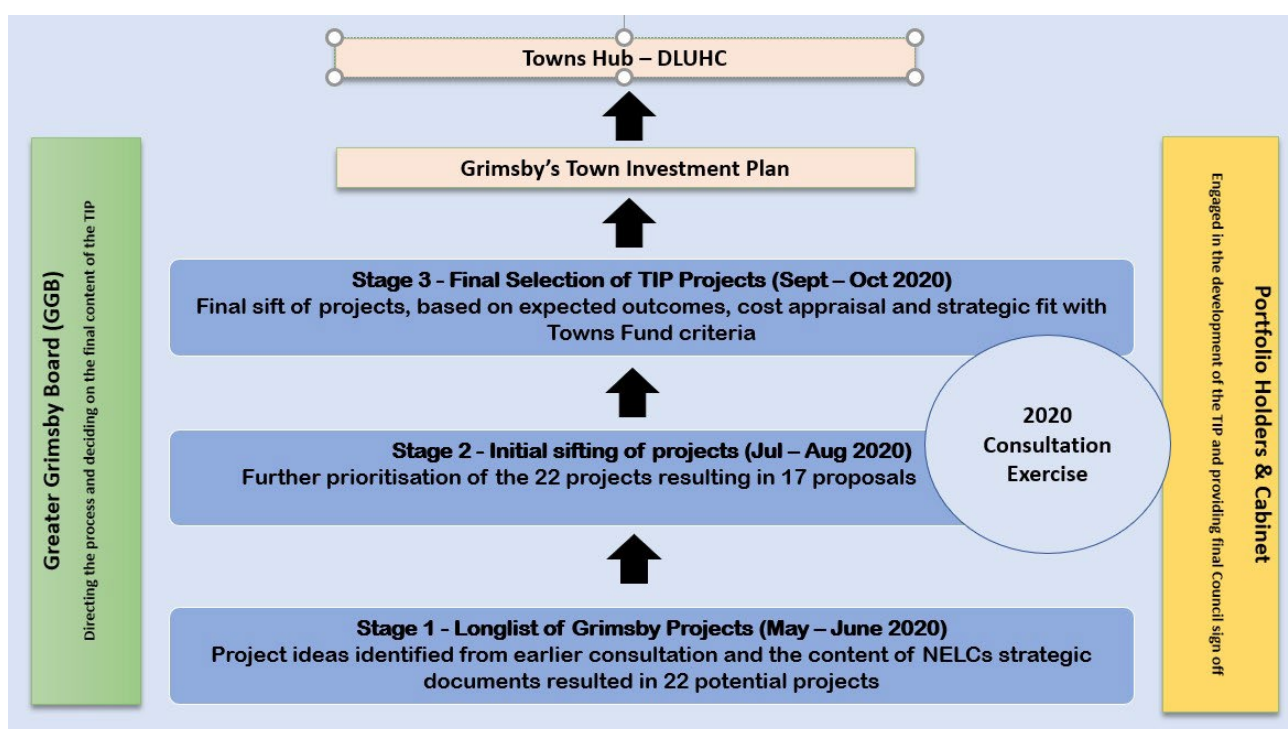 Towns Hub – DLUHC
Grimsby's Town Investment Plan
Stage 3 - Final Selection of TIP Projects (Sept – Oct 2020)
Final sift of projects, based on expected outcomes, cost appraisal and strategic fit with
Towns Fund criteria
Stage 2 - Initial sifting of projects (Jul – Aug 2020)
Further prioritisation of the 22 projects resulting in 17 proposals
2020
Consultation
Exercise
Stage 1 - Longlist of Grimsby Projects (May – June 2020)
Project ideas identified from earlier consultation and the content of NELCs strategic
documents resulted in 22 potential projects
Greater Grimsby Board (GGB)
Directing the process and deciding on the final content of the TIP
Portfolio Holders & Cabinet
Engaged in the development of the TIP and providing final Council sign off